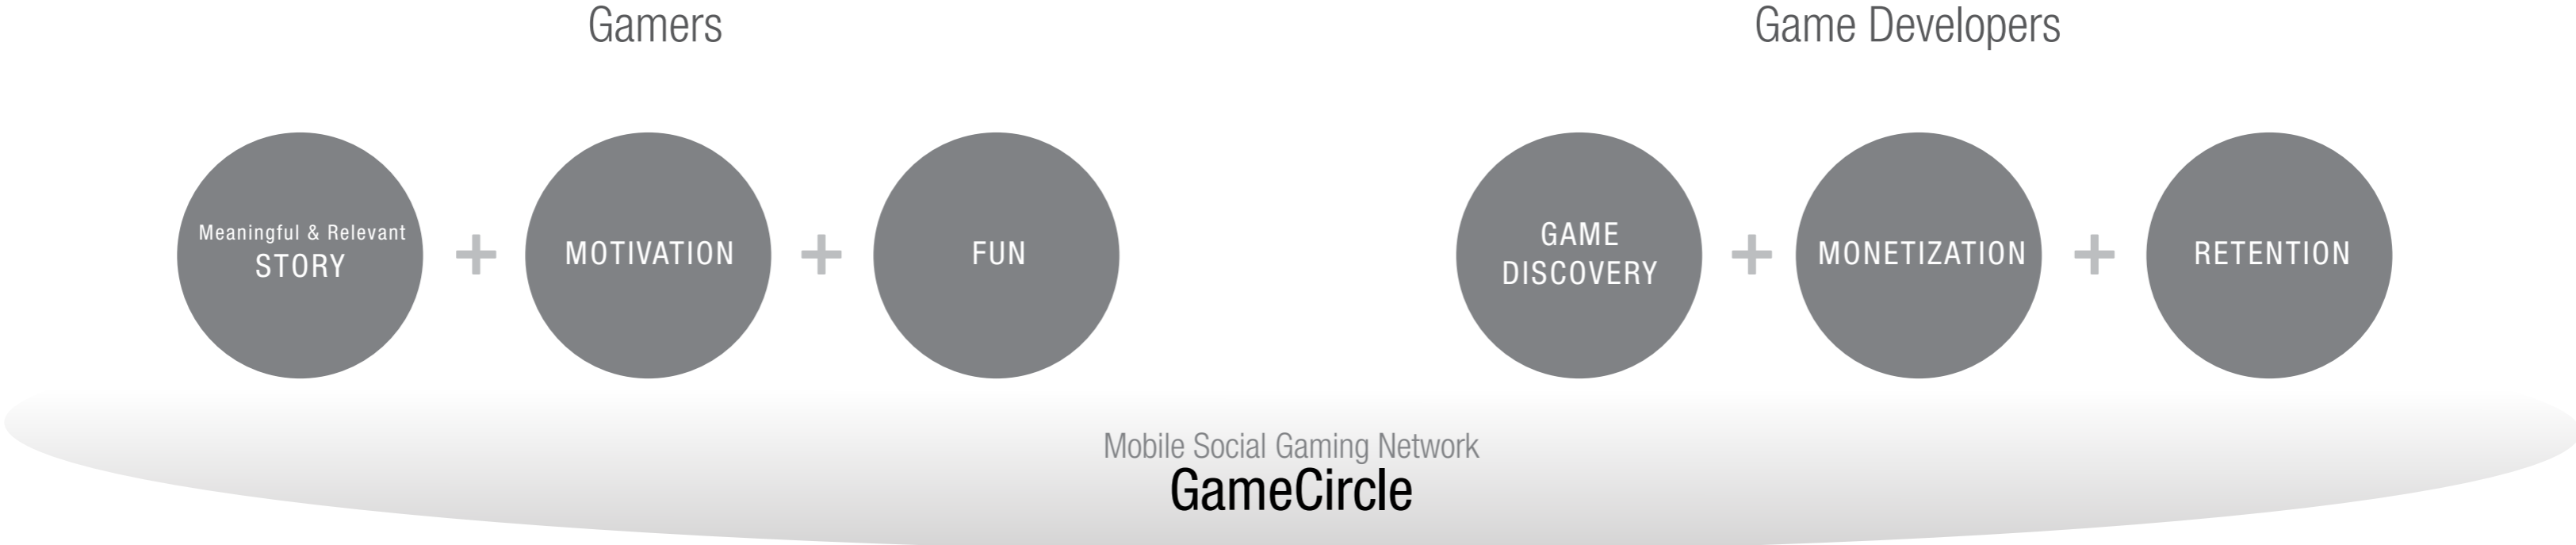 Gamers
Game Developers
Meaningful & Relevant
STORY
+
MOTIVATION
+
FUN
GAME
DISCOVERY
+
MONETIZATION
+
RETENTION
Mobile Social Gaming Network
GameCircle